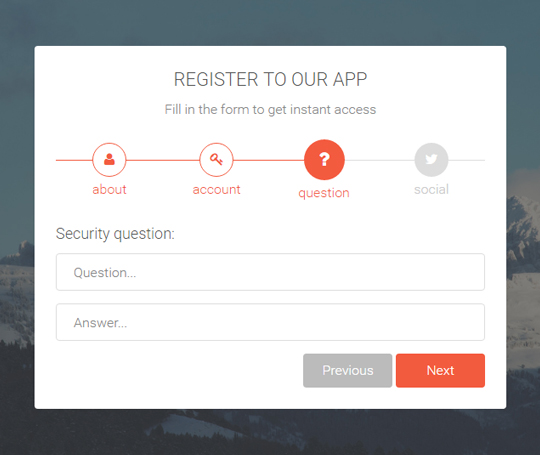 REGISTER TO OUR APP
Fill in the form to get instant access
?
about account question social
Security question:
Question...
Answer...
Previous Next